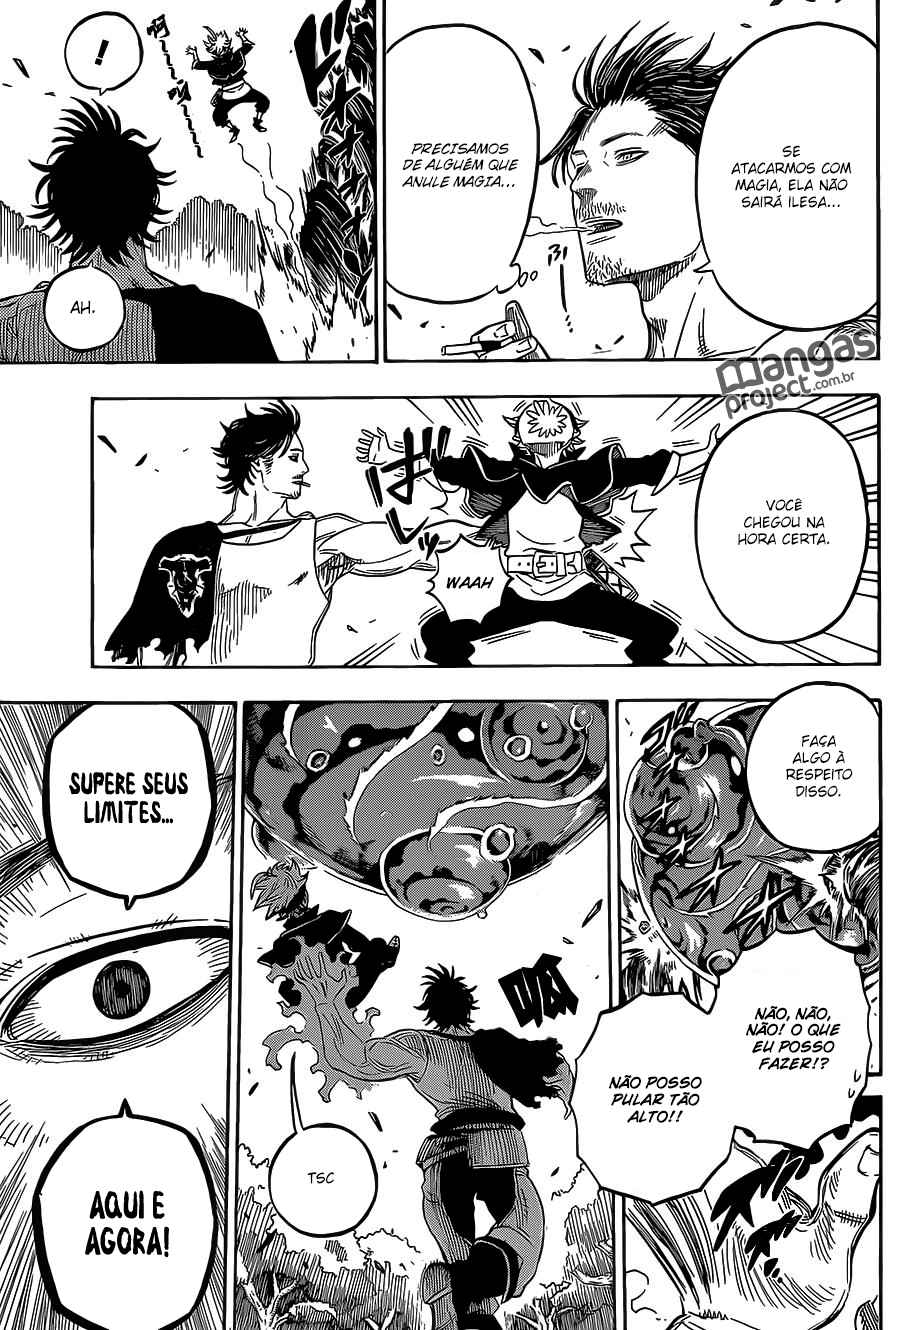 SE
ATACARMOS COM
MAGIA, ELA NÃO
SAIRÁ ILESA...
PRECISAMOS
DE ALGUÉM QUE
ANULE MAGIA...
!
AH.
mangas
project.com.br
VOCÊ
CHEGOU NA
HORA CERTA.
WAAH
FAÇA
ALGO À
RESPEITO
DISSO.
NÃO, NÃO,
NÃO! O QUE
EU POSSO
FAZER!?
NÃO POSSO
PULAR TÃO
ALTO!!
TSC
SUPERE SEUS
LIMITES...
AQUI E
AGORA!